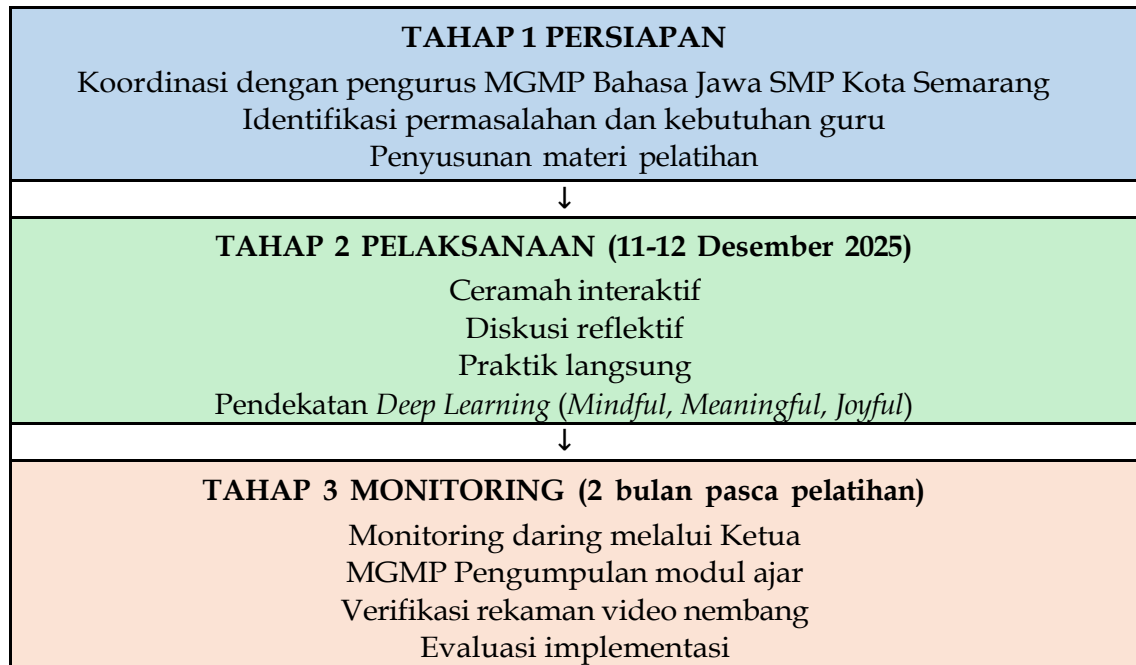 TAHAP 1 PERSIAPAN
Koordinasi dengan pengurus MGMP Bahasa Jawa SMP Kota Semarang
Identifikasi permasalahan dan kebutuhan guru
Penyusunan materi pelatihan
↓
TAHAP 2 PELAKSANAAN (11-12 Desember 2025)
Ceramah interaktif
Diskusi reflektif
Praktik langsung
Pendekatan Deep Learning (Mindful, Meaningful, Joyful)
↓
TAHAP 3 MONITORING (2 bulan pasca pelatihan)
Monitoring daring melalui Ketua
MGMP Pengumpulan modul ajar
Verifikasi rekaman video nembang
Evaluasi implementasi